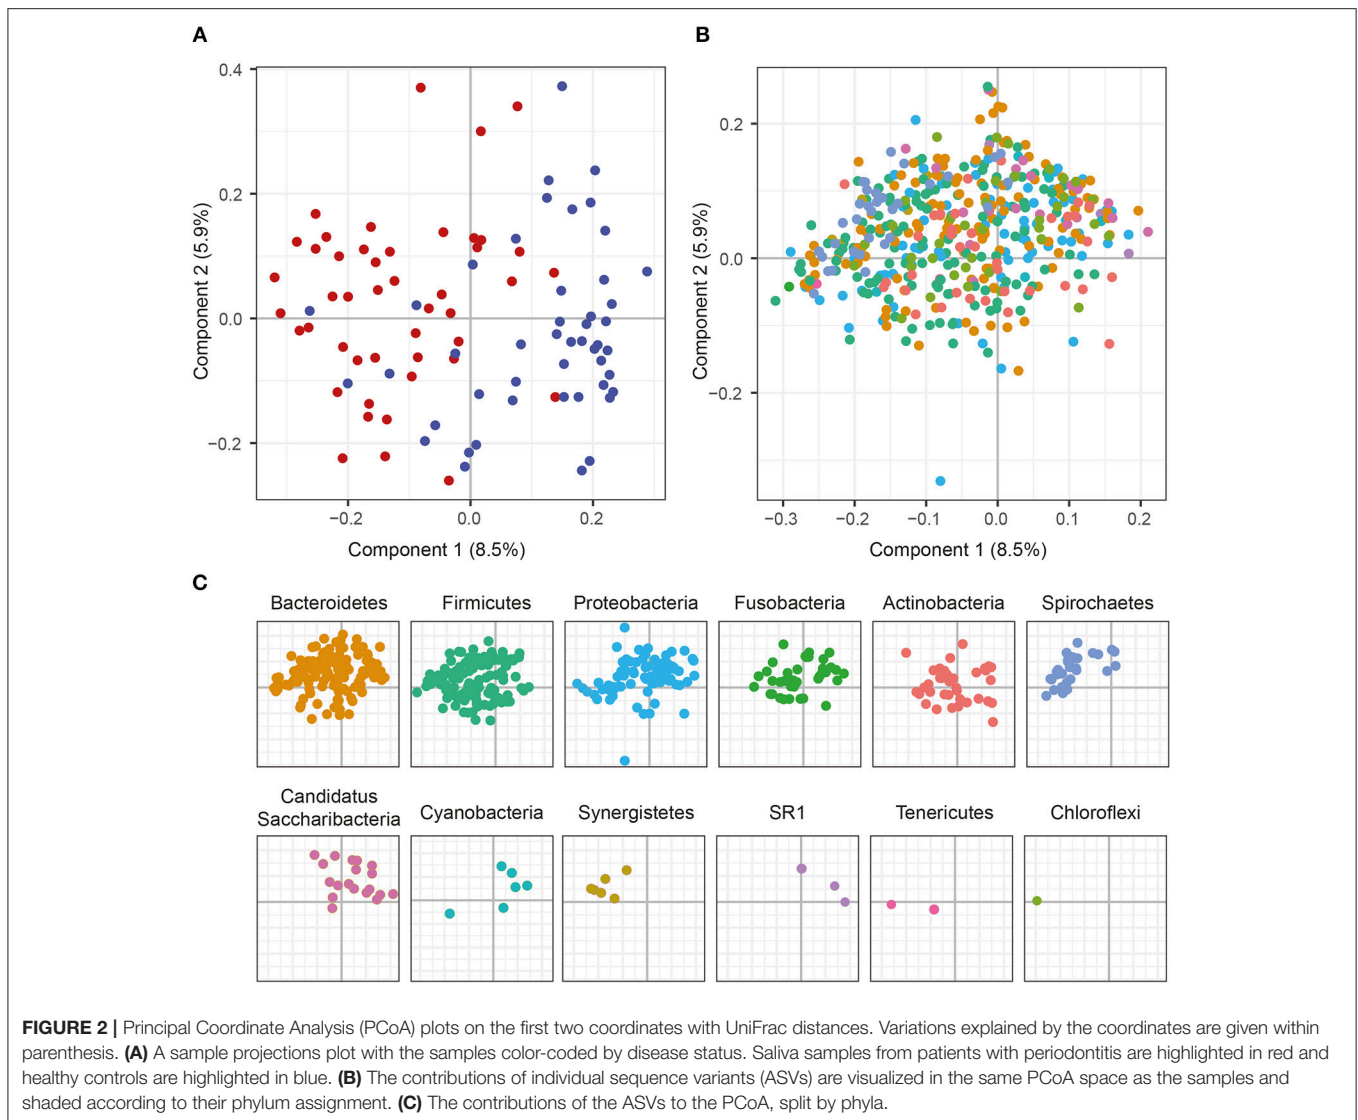 A
B
0.4
0.2
0.0
−0.2
Component 2 (5.9%)
−0.2
0.0
0.2
Component 1 (8.5%)
0.2
0.0
−0.2
Component 2 (5.9%)
−0.3
−0.2
−0.1
0.0
0.1
0.2
Component 1 (8.5%)
C
Bacteroidetes
Firmicutes
Proteobacteria
Fusobacteria
Actinobacteria
Spirochaetes
Candidatus
Saccharibacteria
Cyanobacteria
Synergistetes
SR1
Tenericutes
Chloroflexi
FIGURE 2 | Principal Coordinate Analysis (PCoA) plots on the first two coordinates with UniFrac distances. Variations explained by the coordinates are given within
parenthesis. (A) A sample projections plot with the samples color-coded by disease status. Saliva samples from patients with periodontitis are highlighted in red and
healthy controls are highlighted in blue. (B) The contributions of individual sequence variants (ASVs) are visualized in the same PCoA space as the samples and
shaded according to their phylum assignment. (C) The contributions of the ASVs to the PCoA, split by phyla.